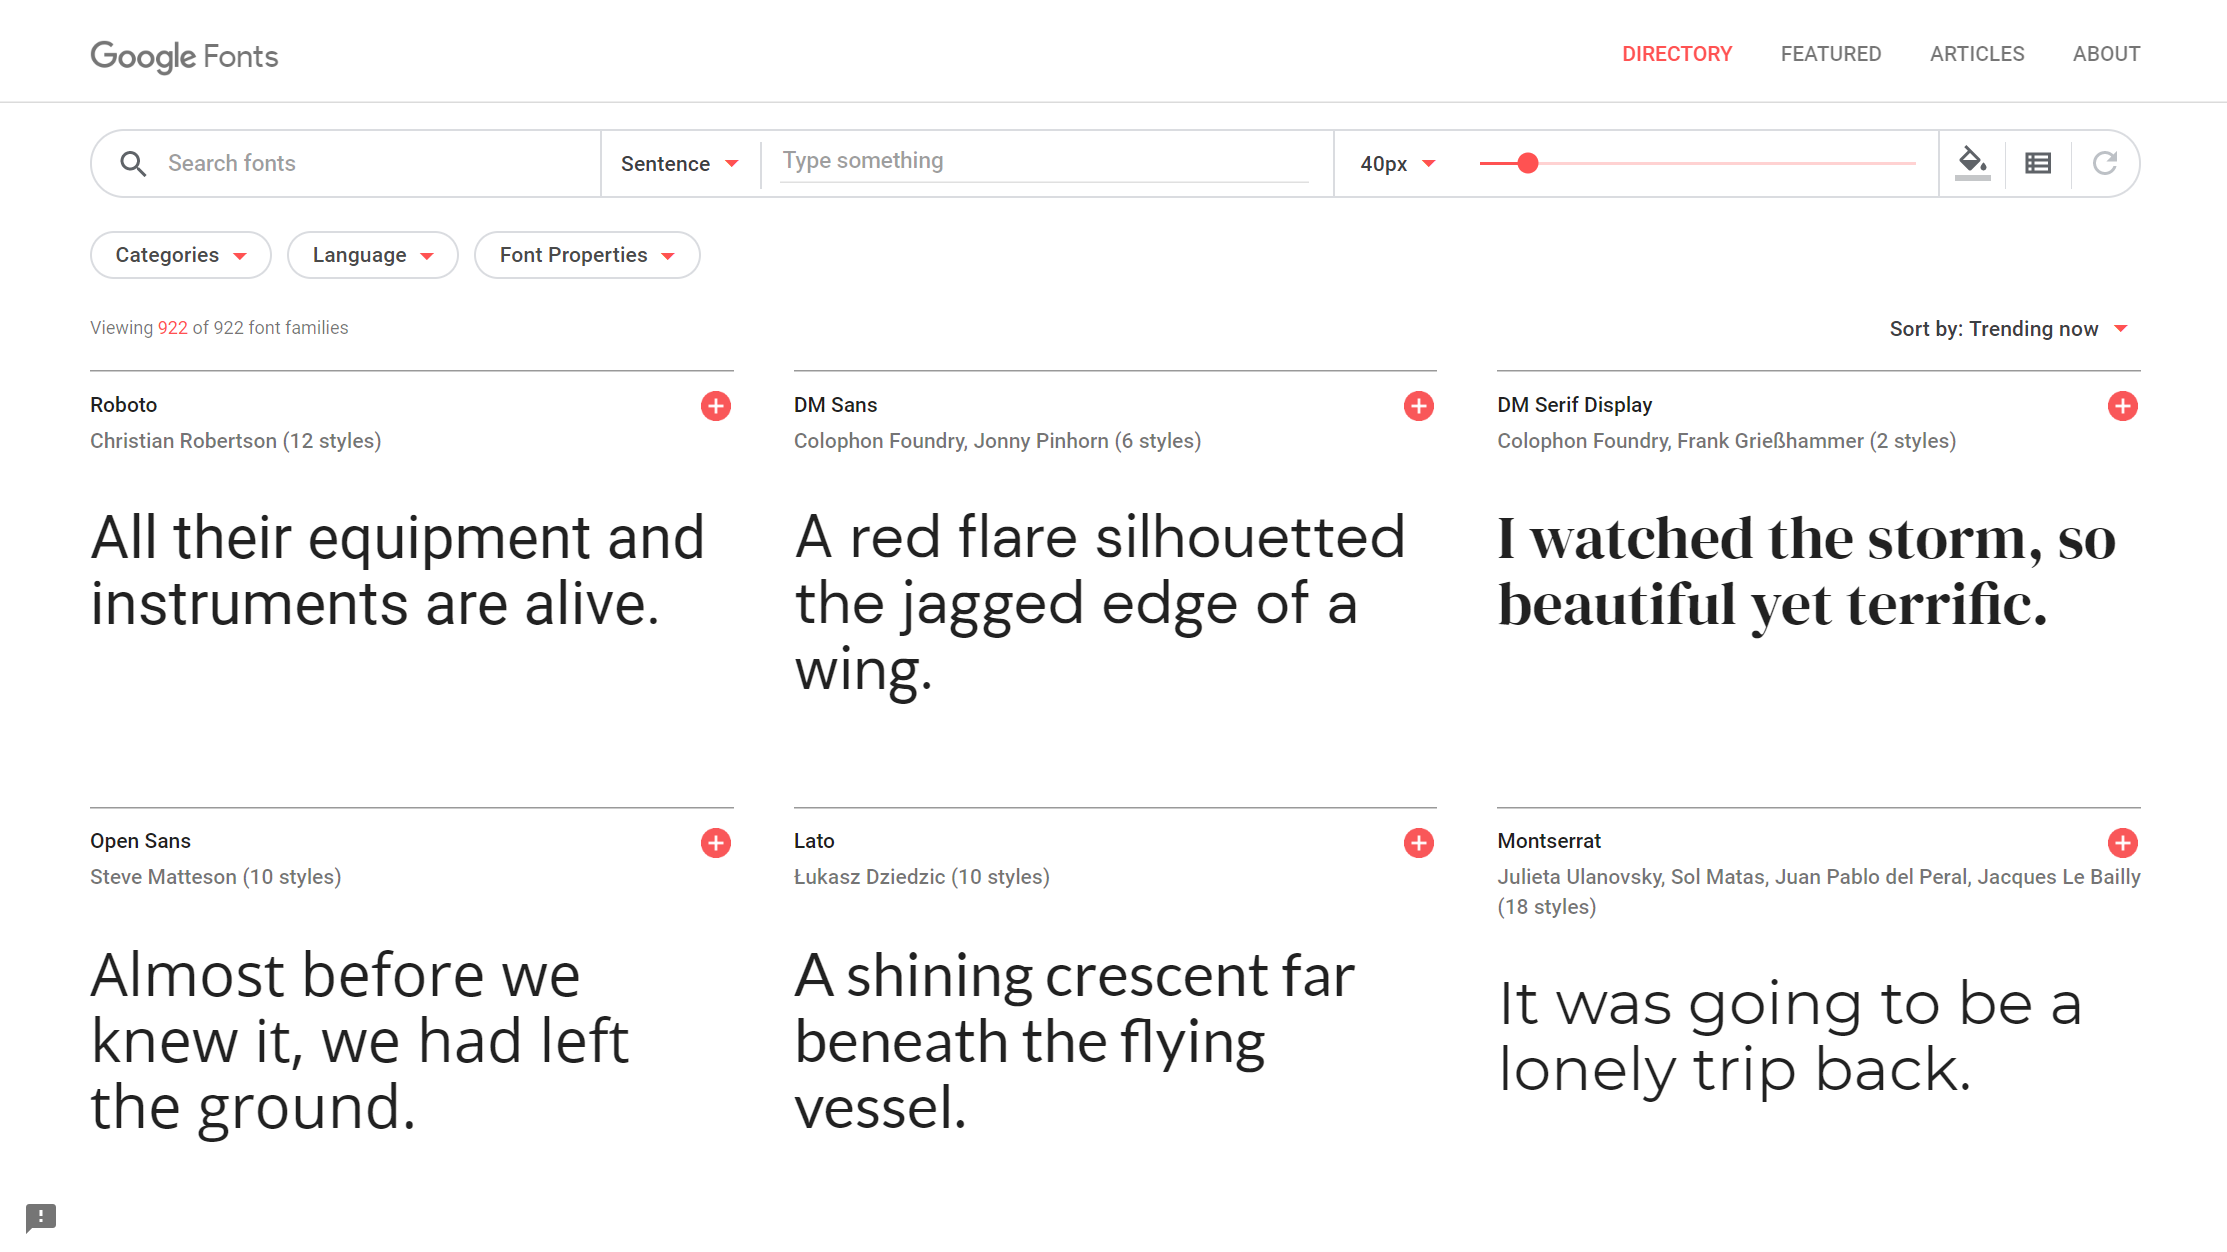 Google Fonts
DIRECTORY
FEATURED
ARTICLES
ABOUT
Search fonts
Sentence
Type something
40px
Categories
Language
Font Properties
Viewing 922 of 922 font families
Sort by: Trending now
Roboto
Christian Robertson (12 styles)
All their equipment and
instruments are alive.
DM Sans
Colophon Foundry, Jonny Pinhorn (6 styles)
A red flare silhouetted
the jagged edge of a
wing.
DM Serif Display
Colophon Foundry, Frank Grießhammer (2 styles)
I watched the storm, so
beautiful yet terrific.
Open Sans
Steve Matteson (10 styles)
Almost before we
knew it, we had left
the ground.
Lato
Łukasz Dziedzic (10 styles)
A shining crescent far
beneath the flying
vessel.
Montserrat
Julieta Ulanovsky, Sol Matas, Juan Pablo del Peral, Jacques Le Bailly
(18 styles)
It was going to be a
lonely trip back.